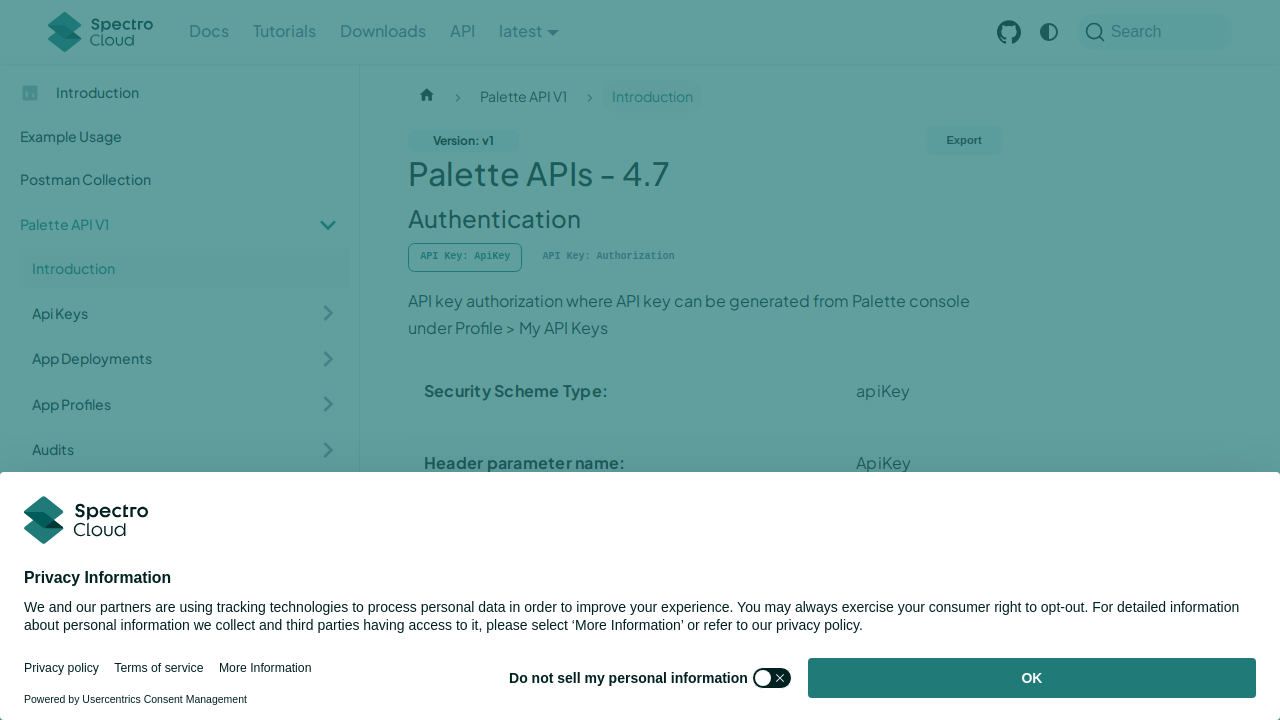 Spectro Cloud
Docs
Tutorials
Downloads
API
latest
Search
Introduction
Example Usage
Postman Collection
Palette API V1
Introduction
Api Keys
App Deployments
App Profiles
Audits
Palette API V1
Introduction
Version: v1
Export
Palette APIs - 4.7
Authentication
API Key: ApiKey
API Key: Authorization
API key authorization where API key can be generated from Palette console
under Profile > My API Keys
Security Scheme Type: apiKey
Header parameter name: ApiKey
Spectro Cloud
Privacy Information
We and our partners are using tracking technologies to process personal data in order to improve your experience. You may always exercise your consumer right to opt-out. For detailed information
about personal information we collect and third parties having access to it, please select ‘More Information’ or refer to our privacy policy.
Privacy policy
Terms of service
More Information
Do not sell my personal information
OK
Powered by Usercentrics Consent Management